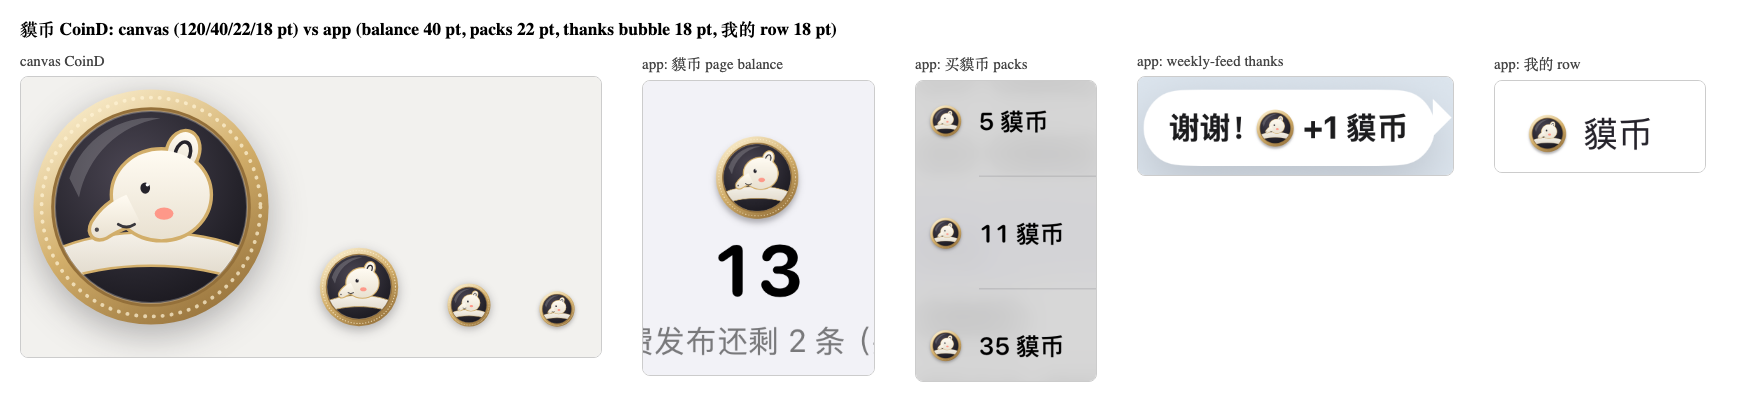 貘币 CoinD: canvas (120/40/22/18 pt) vs app (balance 40 pt, packs 22 pt, thanks bubble 18 pt, 我的 row 18 pt)
canvas CoinD
app: 貘币 page balance
13
费发布还剩 2 条（
app: 买貘币 packs
5 貘币
11 貘币
35 貘币
app: weekly-feed thanks
谢谢！ +1 貘币
app: 我的 row
貘币